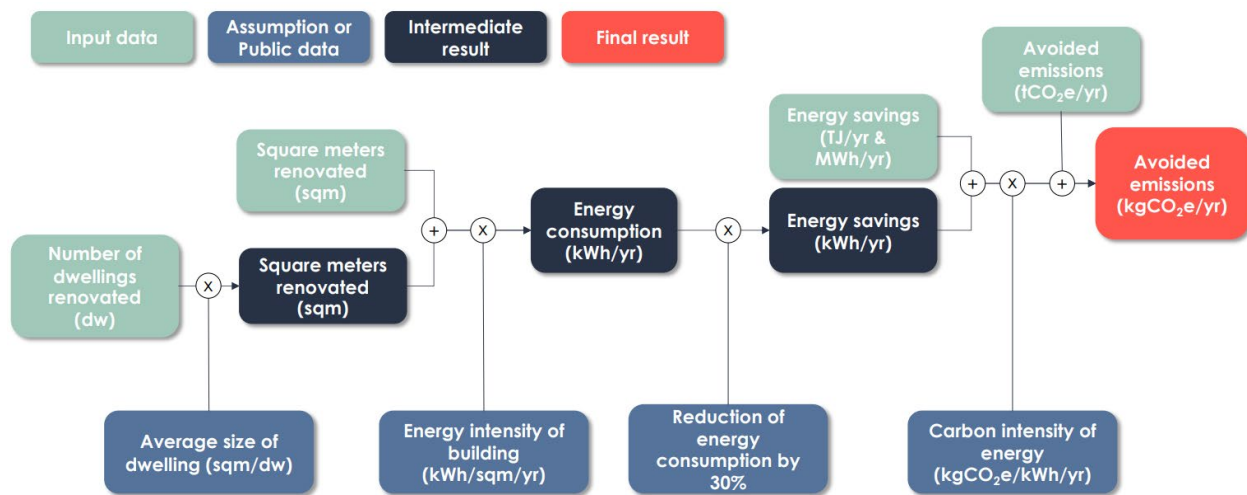 Input data
Assumption or
Public data
Intermediate
result
Final result
Avoided
emissions
(tCO₂e/yr)
Energy savings
(TJ/yr &
MWh/yr)
Square meters
renovated
(sqm)
Avoided
emissions
(kgCO₂e/yr)
Energy
consumption
(kWh/yr)
Energy savings
(kWh/yr)
Number of
dwellings
renovated
(dw)
Square meters
renovated
(sqm)
x
+
x
x
+
x
+
Average size of
dwelling (sqm/dw)
Energy intensity of
building
(kWh/sqm/yr)
Reduction of
energy
consumption by
30%
Carbon intensity of
energy
(kgCO₂e/kWh/yr)